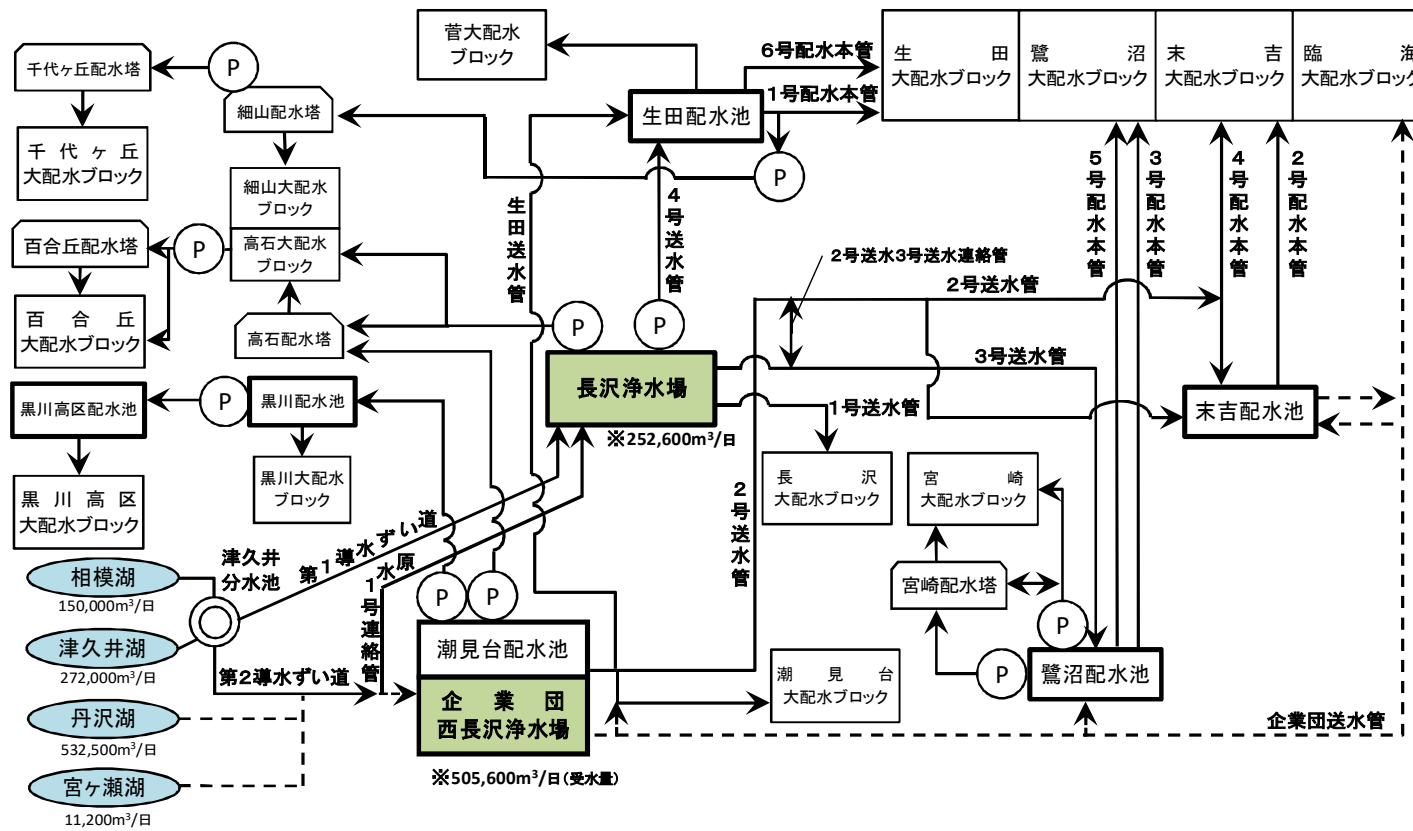 菅大配水
ブロック
6号配水本管
1号配水本管
生田
大配水ブロック
鷺沼
大配水ブロック
末吉
大配水ブロック
臨海
大配水ブロック
千代ヶ丘配水塔
P
細山配水塔
生田配水池
千代ヶ丘
大配水ブロック
細山大配水
ブロック
P
生田送水管
4号送水管
5号配水本管
3号配水本管
4号配水本管
2号配水本管
百合丘配水塔
P
高石大配水
ブロック
2号送水3号送水連絡管
2号送水管
百合丘
大配水ブロック
高石配水塔
P
P
3号送水管
長沢浄水場
1号送水管
黒川高区配水池
P
黒川配水池
末吉配水池
※252,600m³/日
黒川高区
大配水ブロック
黒川大配水
ブロック
長沢
大配水ブロック
宮崎
大配水ブロック
2号送水管
津久井
分水池
第1導水ずい道
原水
1号連絡管
相模湖
150,000m³/日
P
P
宮崎配水塔
P
津久井湖
272,000m³/日
潮見台配水池
P
鷺沼配水池
第2導水ずい道
潮見台
大配水ブロック
企業団
西長沢浄水場
企業団送水管
丹沢湖
532,500m³/日
※505,600m³/日(受水量)
宮ヶ瀬湖
11,200m³/日